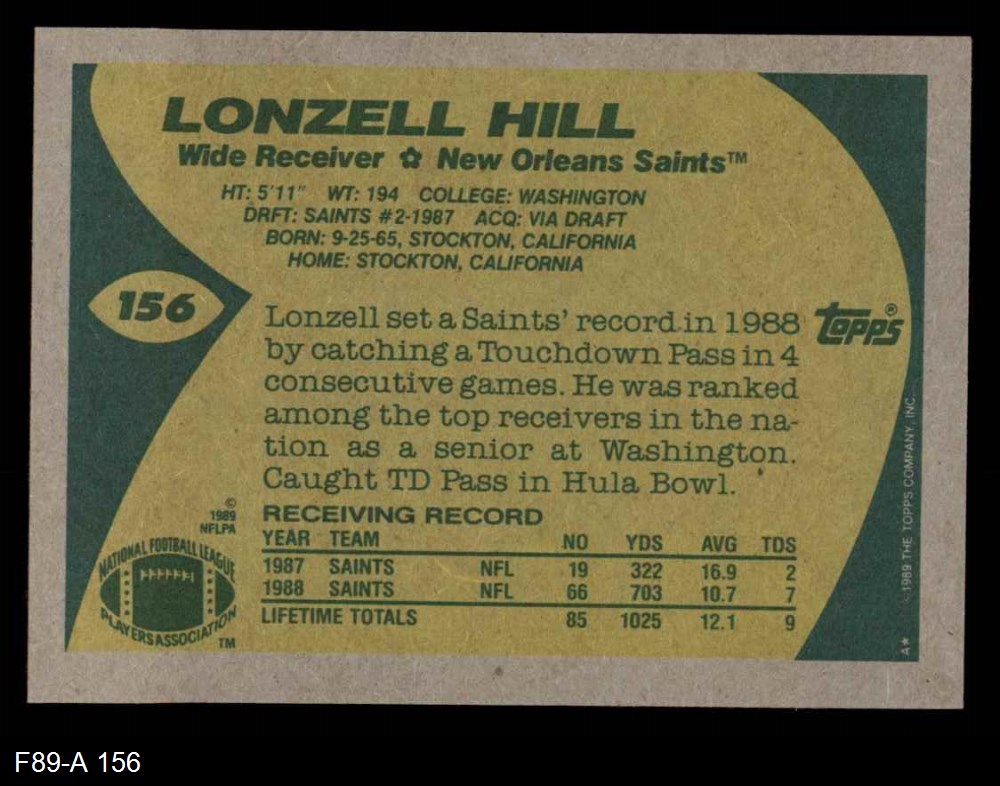 LONZELL HILL
Wide Receiver ✿ New Orleans Saints™
HT: 5'11" WT: 194 COLLEGE: WASHINGTON
DRFT: SAINTS #2-1987 ACQ: VIA DRAFT
BORN: 9-25-65, STOCKTON, CALIFORNIA
HOME: STOCKTON, CALIFORNIA
156
topps®
Lonzell set a Saints' record in 1988
by catching a Touchdown Pass in 4
consecutive games. He was ranked
among the top receivers in the na-
tion as a senior at Washington.
Caught TD Pass in Hula Bowl.
©
1989
NFLPA
NATIONAL FOOTBALL LEAGUE
PLAYERS ASSOCIATION
TM
RECEIVING RECORD
YEAR TEAM NO YDS AVG TDS
1987 SAINTS NFL 19 322 16.9 2
1988 SAINTS NFL 66 703 10.7 7
LIFETIME TOTALS 85 1025 12.1 9
©1989 THE TOPPS COMPANY, INC.
A*
F89-A 156